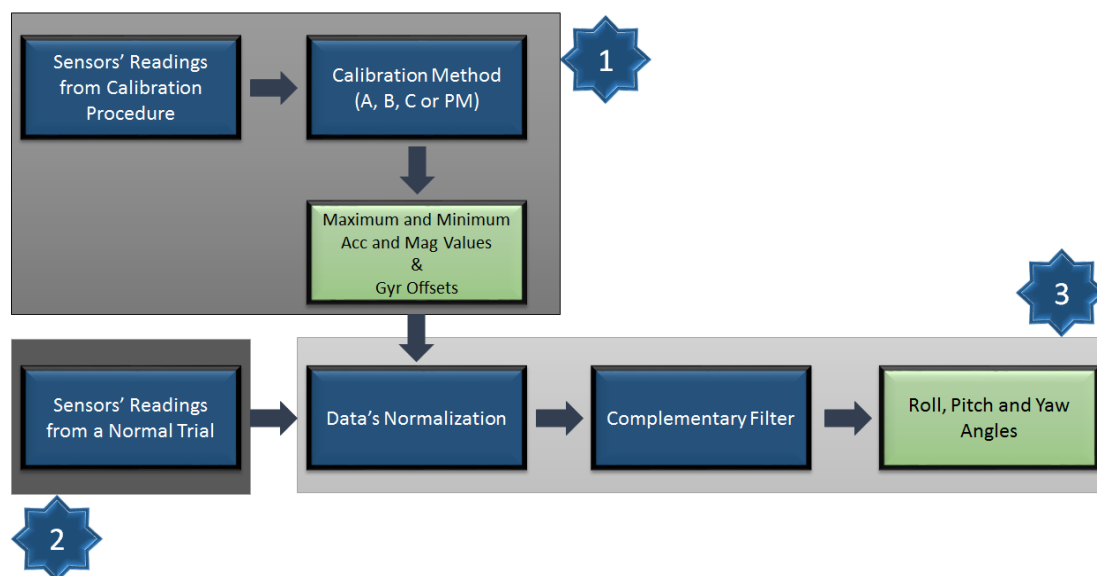 Sensors' Readings
from Calibration
Procedure
Calibration Method
(A, B, C or PM)
1
Maximum and Minimum
Acc and Mag Values
&
Gyr Offsets
3
Sensors' Readings
from a Normal Trial
Data's Normalization
Complementary Filter
Roll, Pitch and Yaw
Angles
2